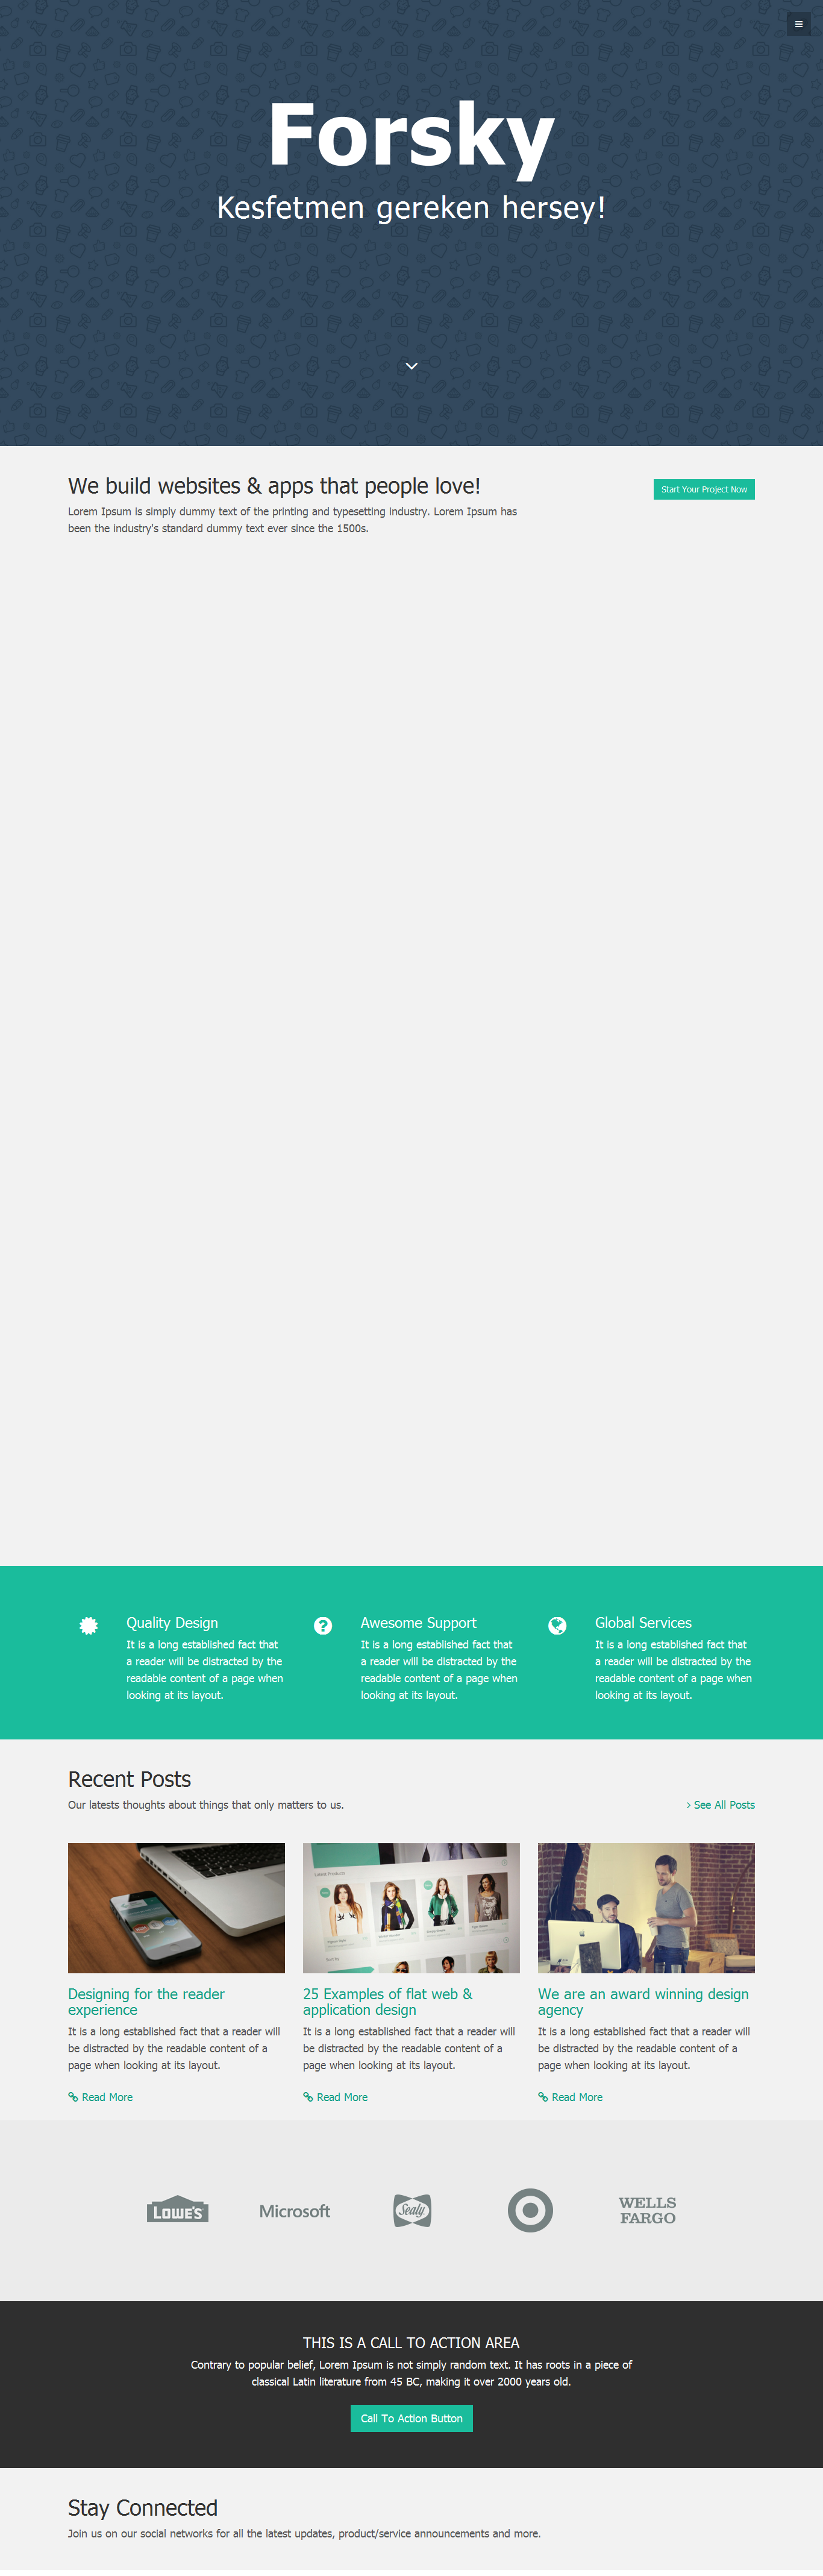 Forsky
Kesfetmen gereken hersey!
We build websites & apps that people love!
Start Your Project Now
Lorem Ipsum is simply dummy text of the printing and typesetting industry. Lorem Ipsum has
been the industry's standard dummy text ever since the 1500s.
Quality Design
It is a long established fact that
a reader will be distracted by the
readable content of a page when
looking at its layout.
Awesome Support
It is a long established fact that
a reader will be distracted by the
readable content of a page when
looking at its layout.
Global Services
It is a long established fact that
a reader will be distracted by the
readable content of a page when
looking at its layout.
Recent Posts
Our latests thoughts about things that only matters to us.
See All Posts
Designing for the reader
experience
It is a long established fact that a reader will
be distracted by the readable content of a
page when looking at its layout.
Read More
25 Examples of flat web &
application design
It is a long established fact that a reader will
be distracted by the readable content of a
page when looking at its layout.
Read More
We are an award winning design
agency
It is a long established fact that a reader will
be distracted by the readable content of a
page when looking at its layout.
Read More
LOWE'S
Microsoft
Sealy
WELLS
FARGO
THIS IS A CALL TO ACTION AREA
Contrary to popular belief, Lorem Ipsum is not simply random text. It has roots in a piece of
classical Latin literature from 45 BC, making it over 2000 years old.
Call To Action Button
Stay Connected
Join us on our social networks for all the latest updates, product/service announcements and more.